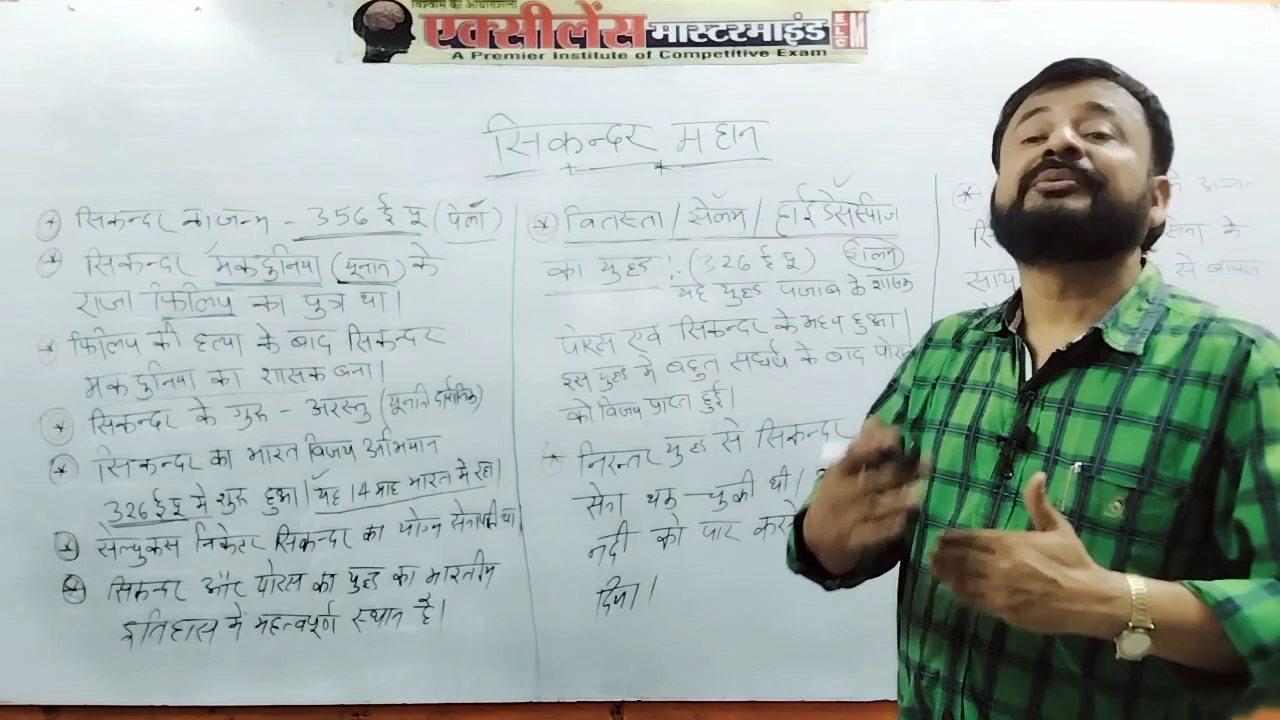 एक्सीलेंस मास्टरमाइंड
A Premier Institute of Competitive Exam
सिकन्दर महान
सिकन्दर का जन्म - 356 ई पू (पेला)
सिकन्दर मकदुनिया (यूनान) के
राजा फिलिप का पुत्र था।
फिलिप की हत्या के बाद सिकन्दर
मकदुनिया का शासक बना।
सिकन्दर के गुरु - अरस्तु (यूनानी दार्शनिक)
सिकन्दर का भारत विजय अभियान
326 ई पू में शुरू हुआ। यह 14 माह भारत में रहा।
सेल्युकस निकेटर सिकन्दर का योग्य सेनापती था
सिकन्दर और पोरस का युद्ध का भारतीय
इतिहास में महत्वपूर्ण स्थान है।
वितस्ता / झेलम / हाईडेसस्पीज
का युद्ध :- (326 ई पू) झेलम
यह युद्ध पंजाब के शासक
पोरस एवं सिकन्दर के मध्य हुआ।
इस युद्ध में बहुत संघर्ष के बाद पोरस
को विजय प्राप्त हुई।
निरन्तर युद्ध से सिकन्दर
सेना थक चुकी थी।
नदी को पार करने
दिया।
के
साथ से वापस